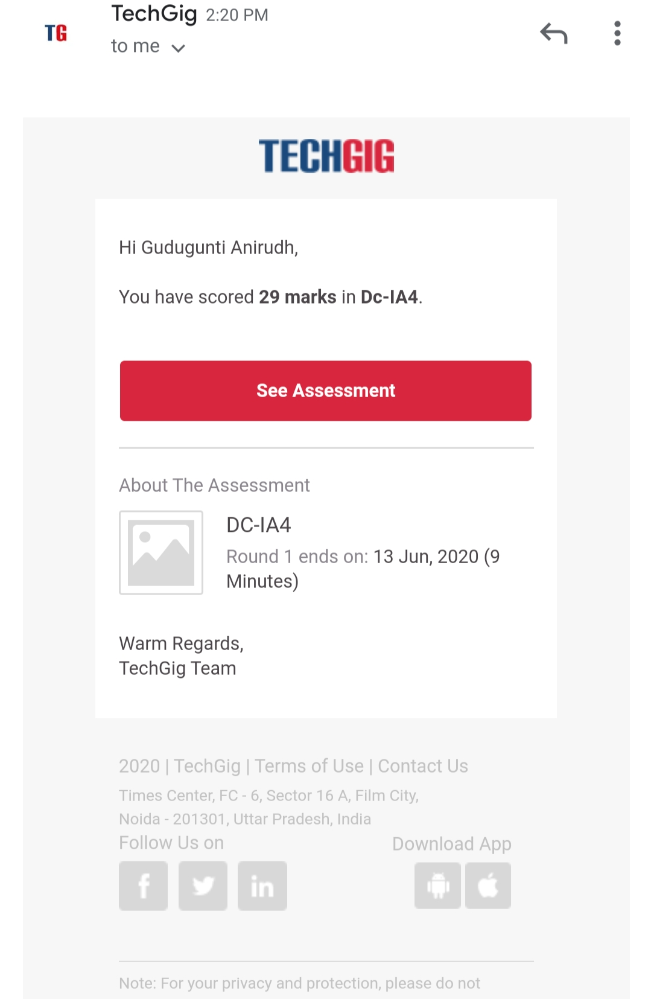 TechGig 2:20 PM
TG
to me
TECHGIG
Hi Gudugunti Anirudh,
You have scored 29 marks in Dc-IA4.
See Assessment
About The Assessment
DC-IA4
Round 1 ends on: 13 Jun, 2020 (9
Minutes)
Warm Regards,
TechGig Team
2020 | TechGig | Terms of Use | Contact Us
Times Center, FC - 6, Sector 16 A, Film City,
Noida - 201301, Uttar Pradesh, India
Follow Us on
Download App
f
in
Note: For your privacy and protection, please do not